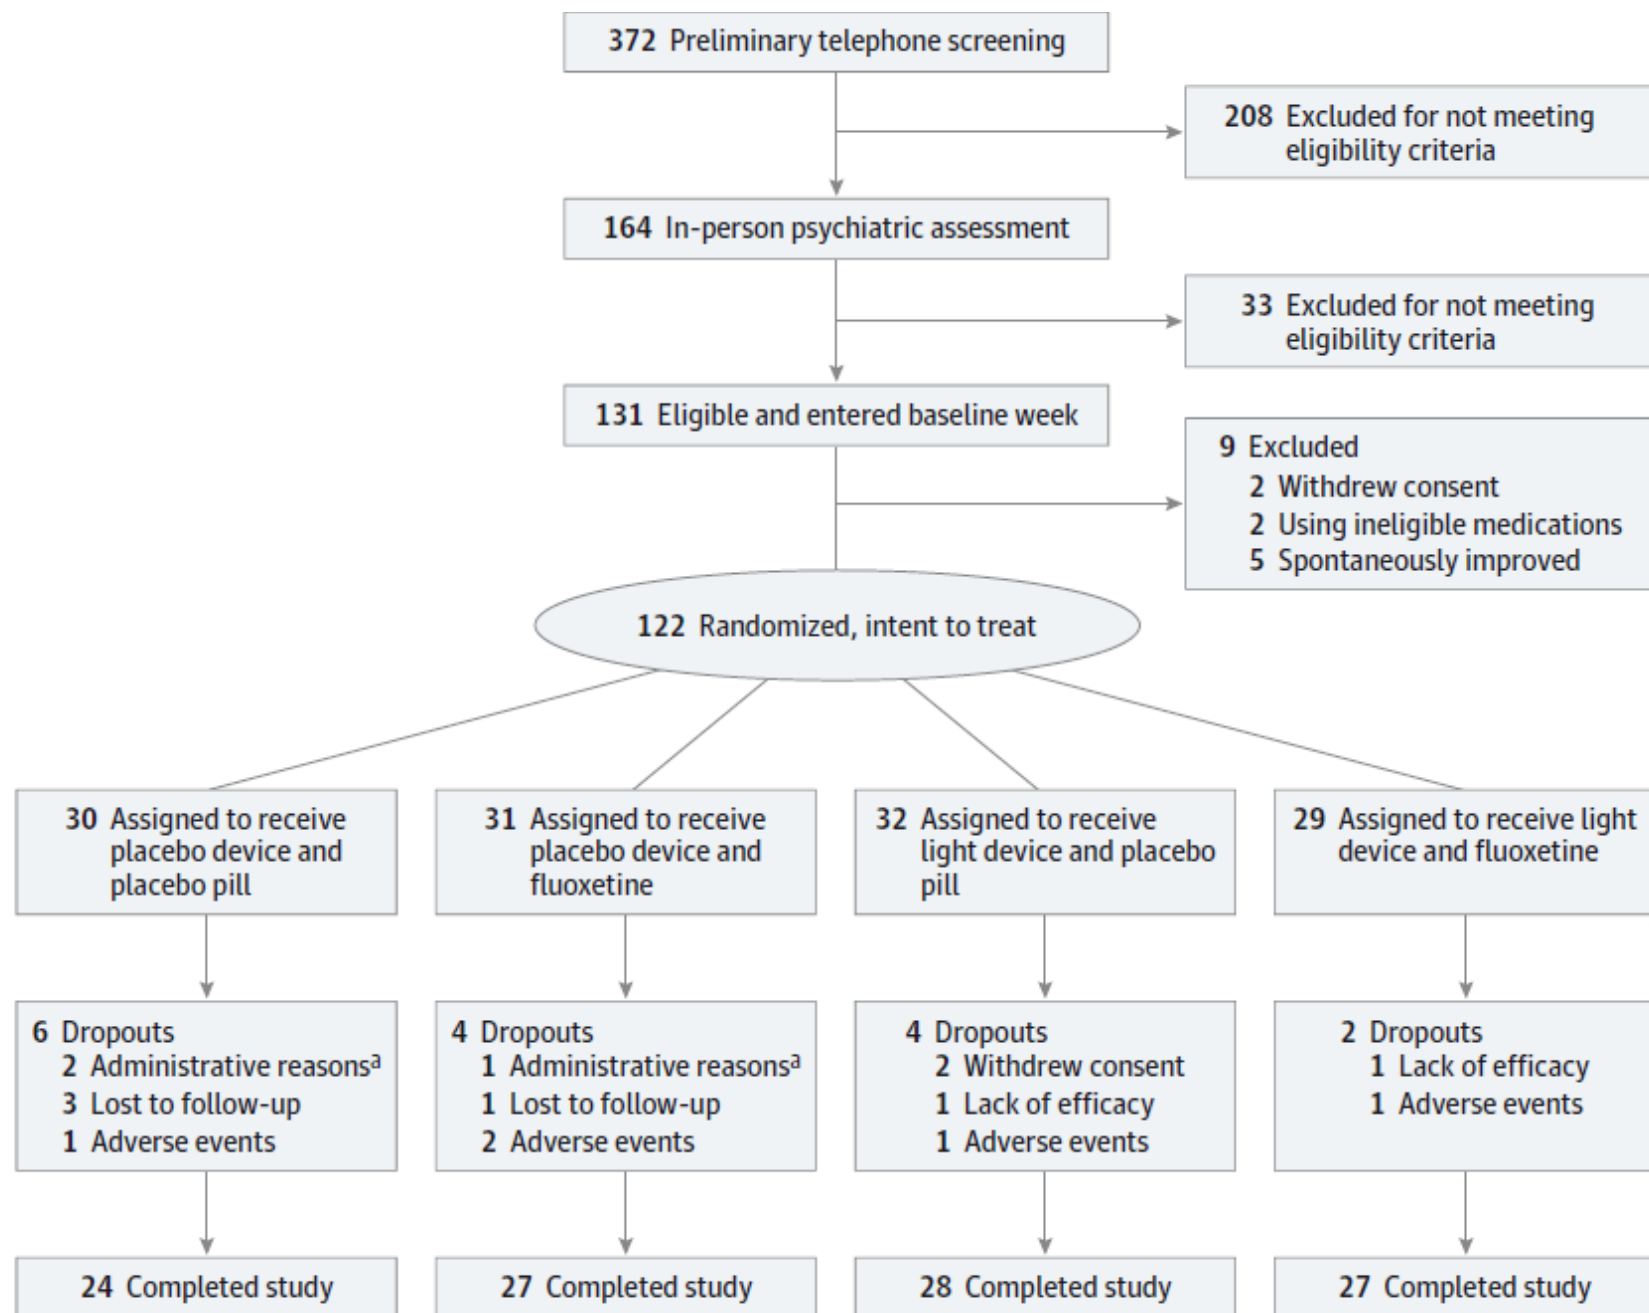 372 Preliminary telephone screening
208 Excluded for not meeting
eligibility criteria
164 In-person psychiatric assessment
33 Excluded for not meeting
eligibility criteria
131 Eligible and entered baseline week
9 Excluded
2 Withdrew consent
2 Using ineligible medications
5 Spontaneously improved
122 Randomized, intent to treat
30 Assigned to receive
placebo device and
placebo pill
31 Assigned to receive
placebo device and
fluoxetine
32 Assigned to receive
light device and placebo
pill
29 Assigned to receive light
device and fluoxetine
6 Dropouts
2 Administrative reasonsᵃ
3 Lost to follow-up
1 Adverse events
4 Dropouts
1 Administrative reasonsᵃ
1 Lost to follow-up
2 Adverse events
4 Dropouts
2 Withdrew consent
1 Lack of efficacy
1 Adverse events
2 Dropouts
1 Lack of efficacy
1 Adverse events
24 Completed study
27 Completed study
28 Completed study
27 Completed study